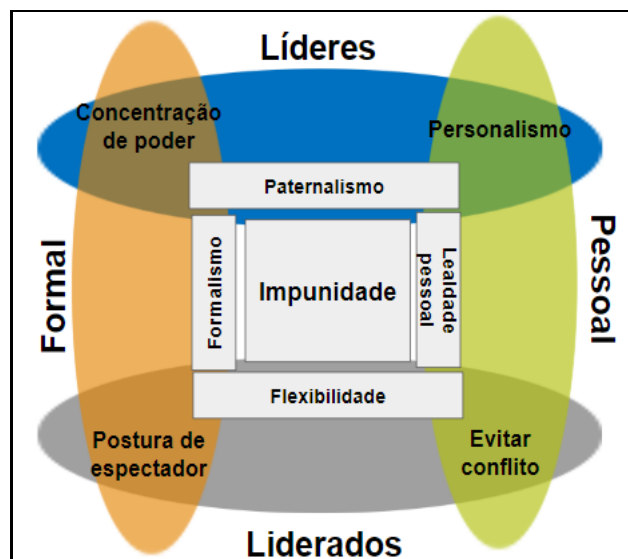 Líderes
Concentração
de poder
Personalismo
Paternalismo
Formal
Formalismo
Impunidade
Lealdade
pessoal
Pessoal
Flexibilidade
Postura de
espectador
Evitar
conflito
Liderados